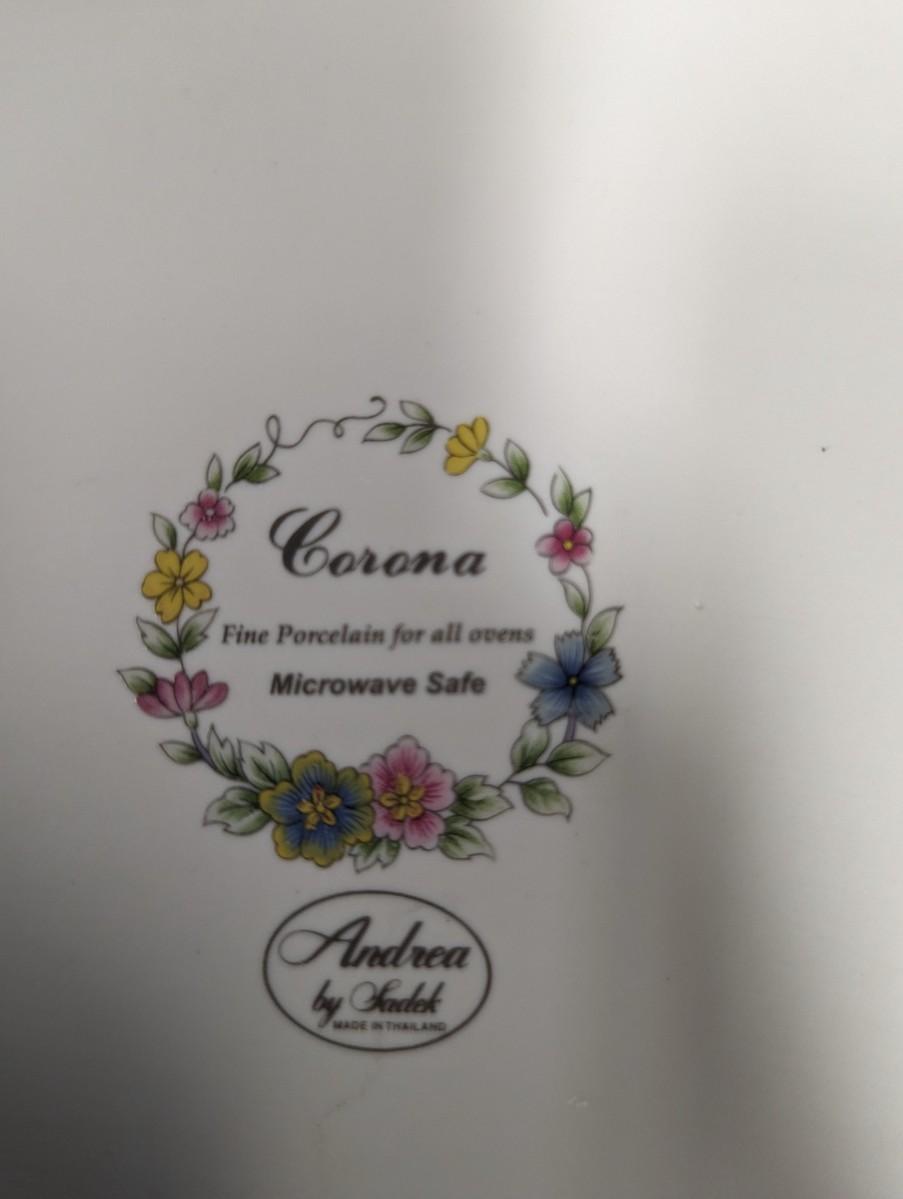 Corona
Fine Porcelain for all ovens
Microwave Safe
Andrea
by Sadek
MADE IN THAILAND